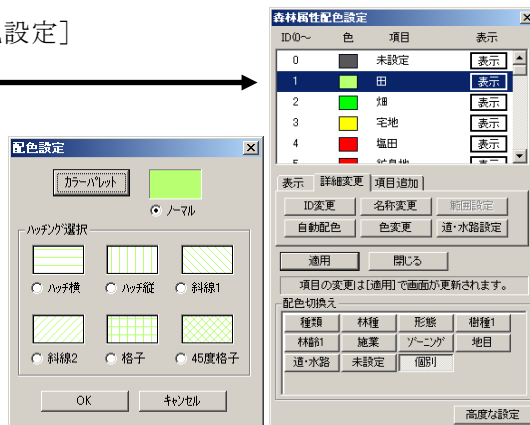 設定]
森林属性配色設定
ID(0～ 色 項目 表示
0 未設定 表示
1 田 表示
2 畑 表示
3 宅地 表示
4 塩田 表示
表示 詳細変更 項目追加
ID変更 名称変更 範囲設定
自動配色 色変更 道・水路設定
適用 閉じる
項目の変更は[適用]で画面が更新されます。
配色切換え
種類 林種 形態 樹種1
林齢1 施業 ゾーニング 地目
道・水路 未設定 個別
高度な設定
配色設定
カラーパレット
ノーマル
ハッチング選択
ハッチ横 ハッチ縦 斜線1
斜線2 格子 45度格子
OK キャンセル